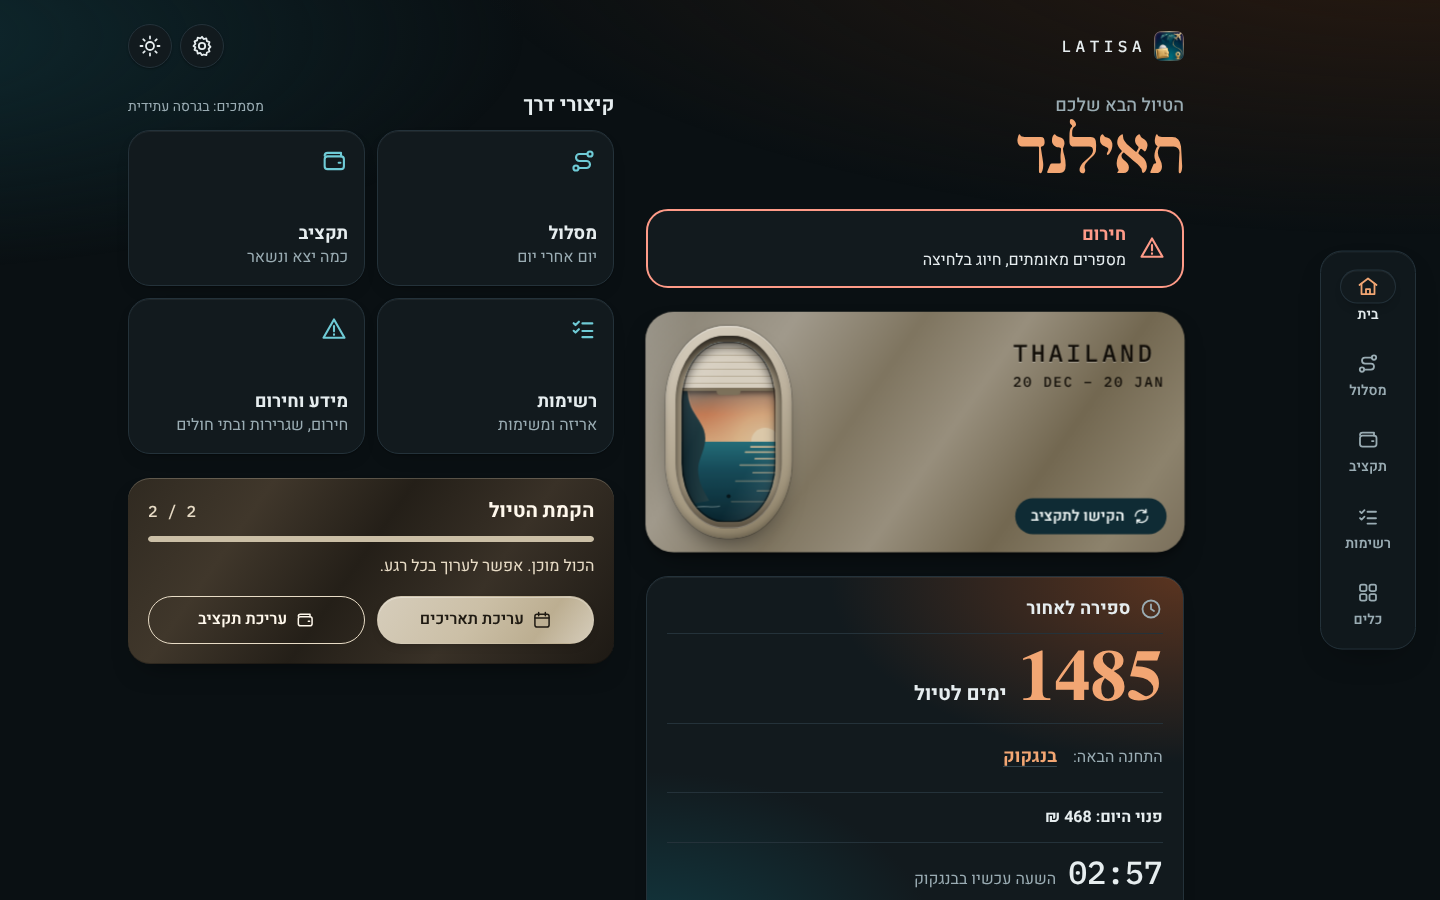 LATISA
הטיול הבא שלכם
תאילנד
חירום
מספרים מאומתים, חיוג בלחיצה
THAILAND
20 DEC – 20 JAN
הקישו לתקציב
ספירה לאחור
1485 ימים לטיול
התחנה הבאה: בנגקוק
פנוי היום: 468 ₪
02:57 השעה עכשיו בבנגקוק
קיצורי דרך
מסמכים: בגרסה עתידית
מסלול
יום אחרי יום
תקציב
כמה יצא ונשאר
רשימות
אריזה ומשימות
מידע וחירום
חירום, שגרירות ובתי חולים
הקמת הטיול
2 / 2
הכול מוכן. אפשר לערוך בכל רגע.
עריכת תאריכים
עריכת תקציב
בית
מסלול
תקציב
רשימות
כלים